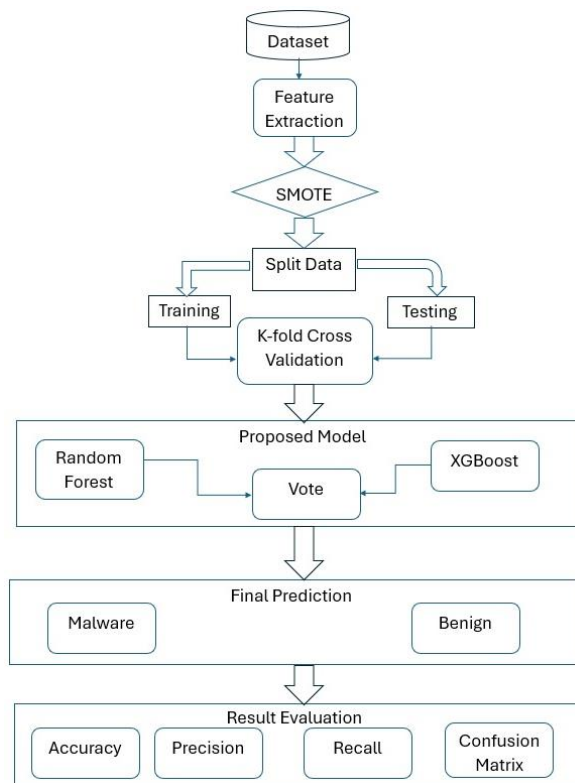 Dataset
Feature
Extraction
SMOTE
Split Data
Training
Testing
K-fold Cross
Validation
Proposed Model
Random
Forest
Vote
XGBoost
Final Prediction
Malware
Benign
Result Evaluation
Accuracy
Precision
Recall
Confusion
Matrix